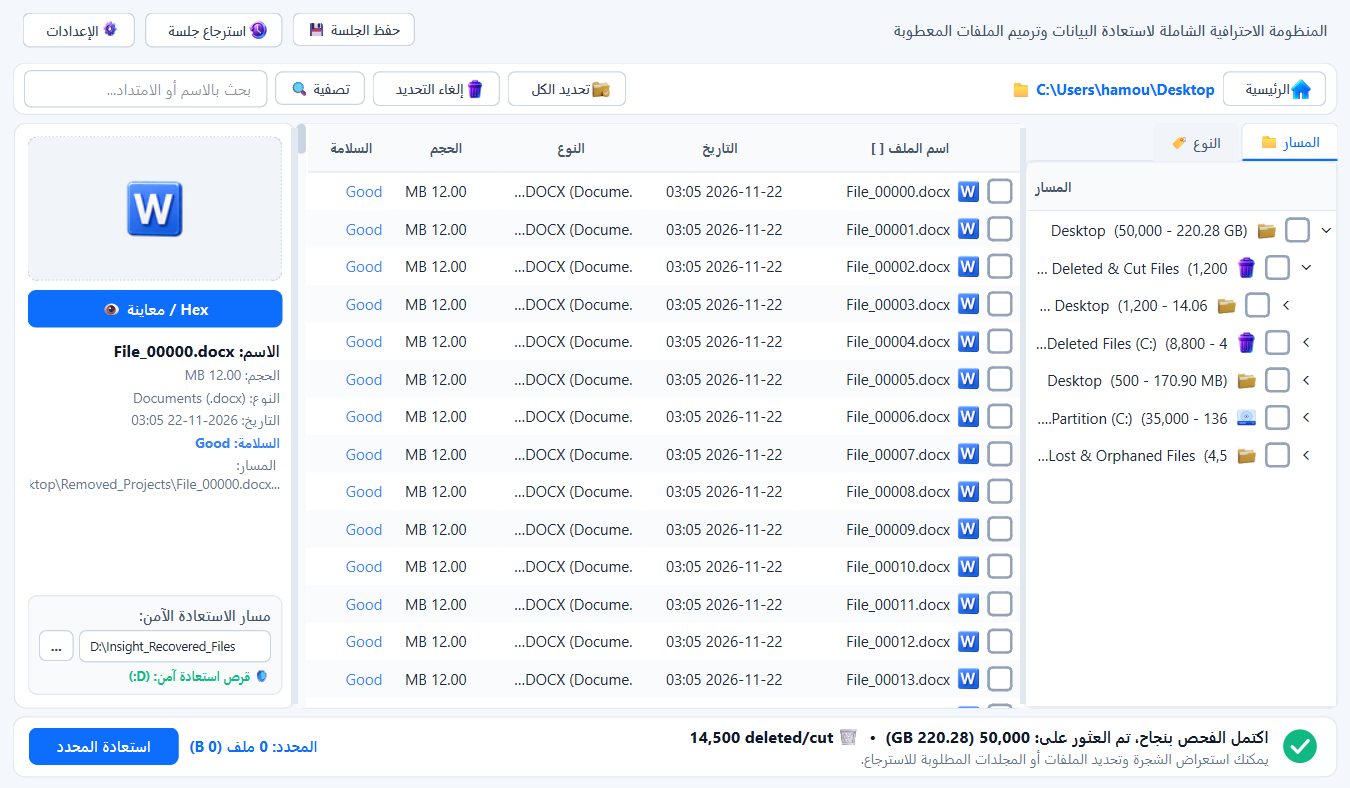 المنظومة الاحترافية الشاملة لاستعادة البيانات وترميم الملفات المعطوبة
حفظ الجلسة
استرجاع جلسة
الإعدادات
الرئيسية
C:\Users\hamou\Desktop
تحديد الكل
إلغاء التحديد
تصفية
بحث بالاسم أو الامتداد...
المسار
النوع
المسار
Desktop (50,000 - 220.28 GB)
Deleted & Cut Files (1,200 ...
Desktop (1,200 - 14.06 ...
Deleted Files (C:) (8,800 - 4...
Desktop (500 - 170.90 MB)
Partition (C:) (35,000 - 136....
Lost & Orphaned Files (4,5...
اسم الملف [ ] التاريخ النوع الحجم السلامة
File_00000.docx 2026-11-22 03:05 DOCX (Docume... 12.00 MB Good
File_00001.docx 2026-11-22 03:05 DOCX (Docume... 12.00 MB Good
File_00002.docx 2026-11-22 03:05 DOCX (Docume... 12.00 MB Good
File_00003.docx 2026-11-22 03:05 DOCX (Docume... 12.00 MB Good
File_00004.docx 2026-11-22 03:05 DOCX (Docume... 12.00 MB Good
File_00005.docx 2026-11-22 03:05 DOCX (Docume... 12.00 MB Good
File_00006.docx 2026-11-22 03:05 DOCX (Docume... 12.00 MB Good
File_00007.docx 2026-11-22 03:05 DOCX (Docume... 12.00 MB Good
File_00008.docx 2026-11-22 03:05 DOCX (Docume... 12.00 MB Good
File_00009.docx 2026-11-22 03:05 DOCX (Docume... 12.00 MB Good
File_00010.docx 2026-11-22 03:05 DOCX (Docume... 12.00 MB Good
File_00011.docx 2026-11-22 03:05 DOCX (Docume... 12.00 MB Good
File_00012.docx 2026-11-22 03:05 DOCX (Docume... 12.00 MB Good
File_00013.docx 2026-11-22 03:05 DOCX (Docume... 12.00 MB Good
W
معاينة / Hex
الاسم: File_00000.docx
الحجم: 12.00 MB
النوع: Documents (.docx)
التاريخ: 2026-11-22 03:05
السلامة: Good
المسار:
ktop\Removed_Projects\File_00000.docx...
مسار الاستعادة الآمن:
D:\Insight_Recovered_Files
...
قرص استعادة آمن: (D:)
اكتمل الفحص بنجاح، تم العثور على: 50,000 (220.28 GB) • 14,500 deleted/cut
يمكنك استعراض الشجرة وتحديد الملفات أو المجلدات المطلوبة للاسترجاع.
المحدد: 0 ملف (0 B)
استعادة المحدد